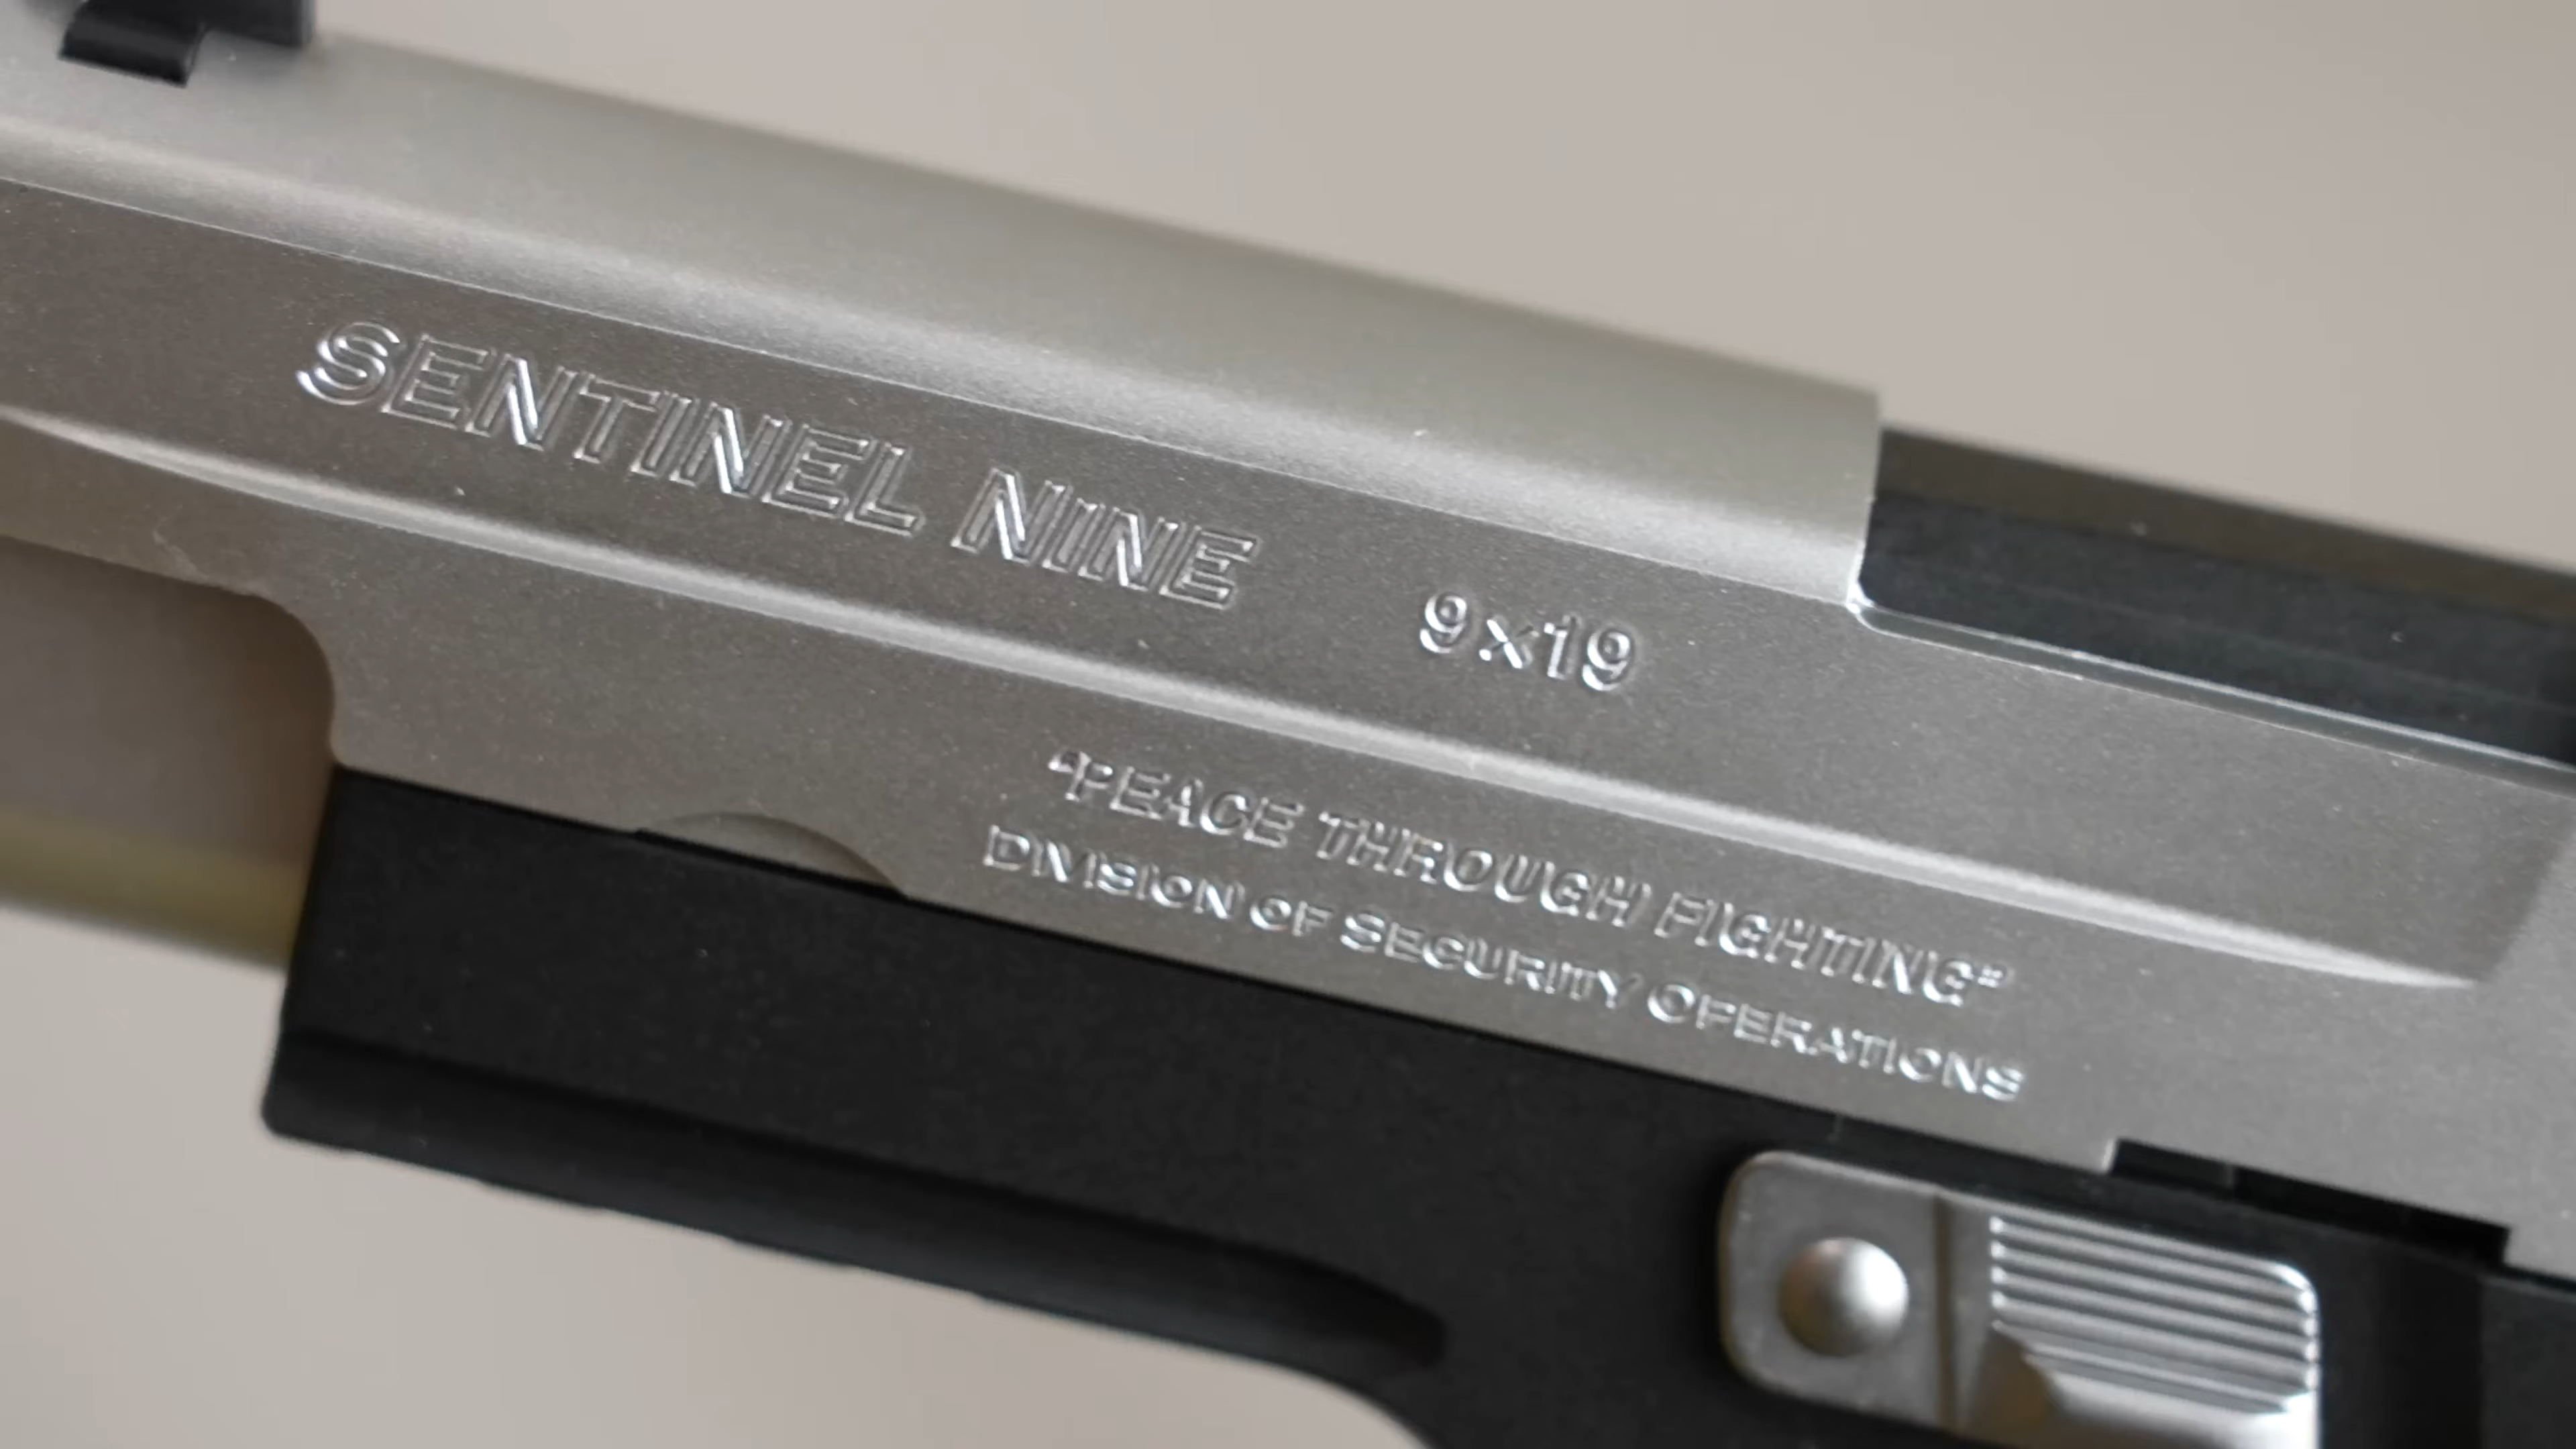 SENTINEL NINE 9x19
“PEACE THROUGH FIGHTING”
DIVISION OF SECURITY OPERATIONS